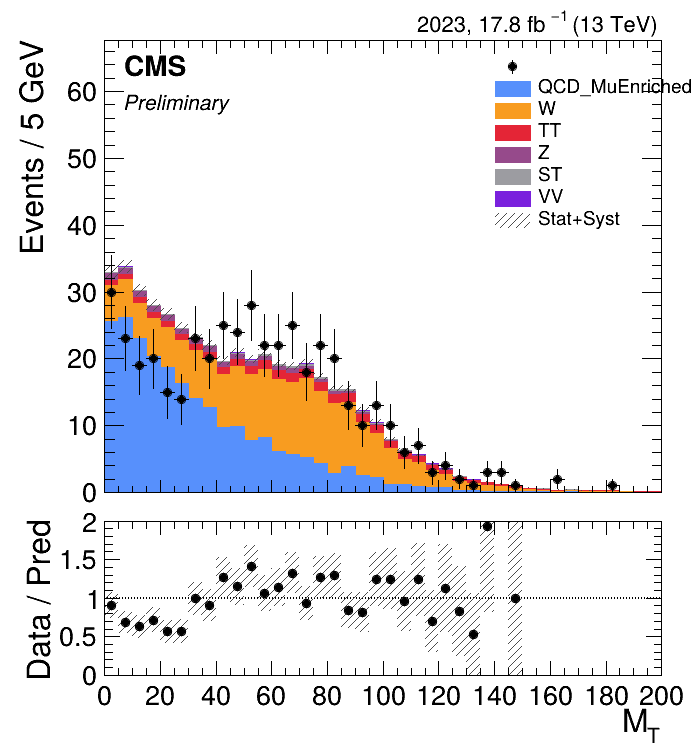 2023, 17.8 fb⁻¹ (13 TeV)
CMS
Preliminary
QCD_MuEnriched
W
TT
Z
ST
VV
Stat+Syst
Events / 5 GeV
60
50
40
30
20
10
0
Data / Pred
2
1.5
1
0.5
0
0 20 40 60 80 100 120 140 160 180 200
M_T